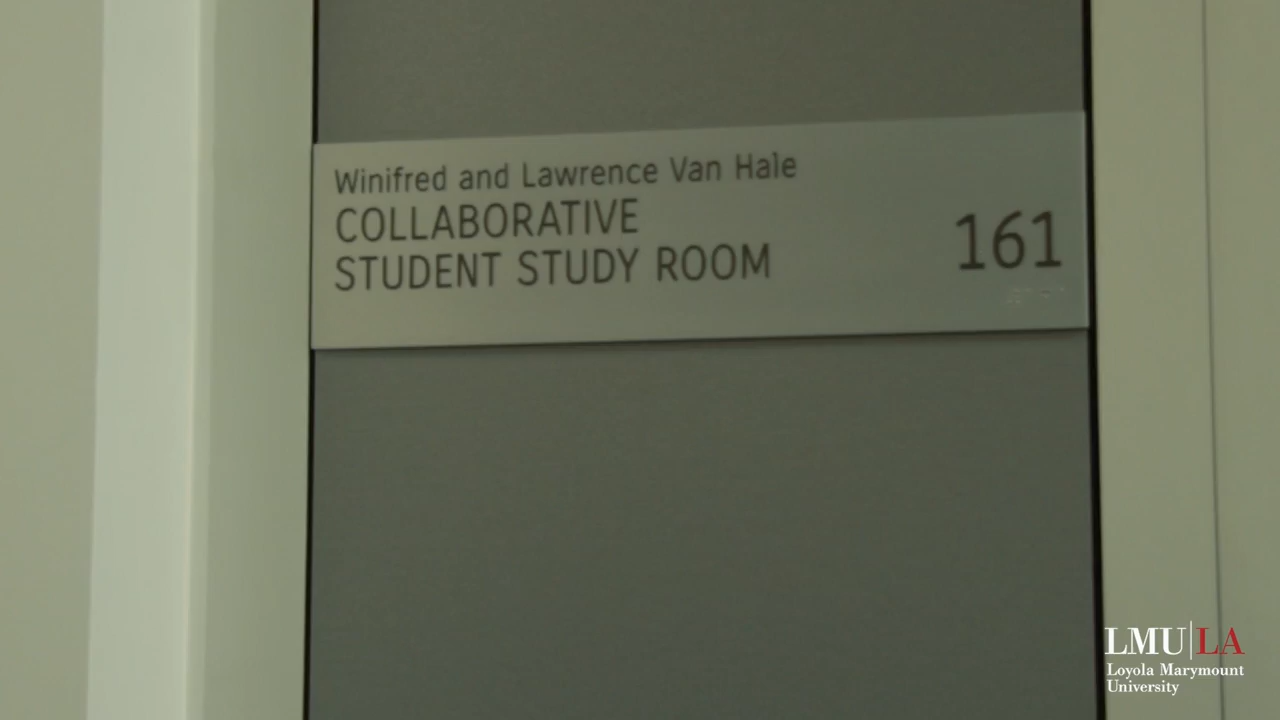 Winifred and Lawrence Van Hale
COLLABORATIVE
STUDENT STUDY ROOM
161
LMU|LA
Loyola Marymount
University